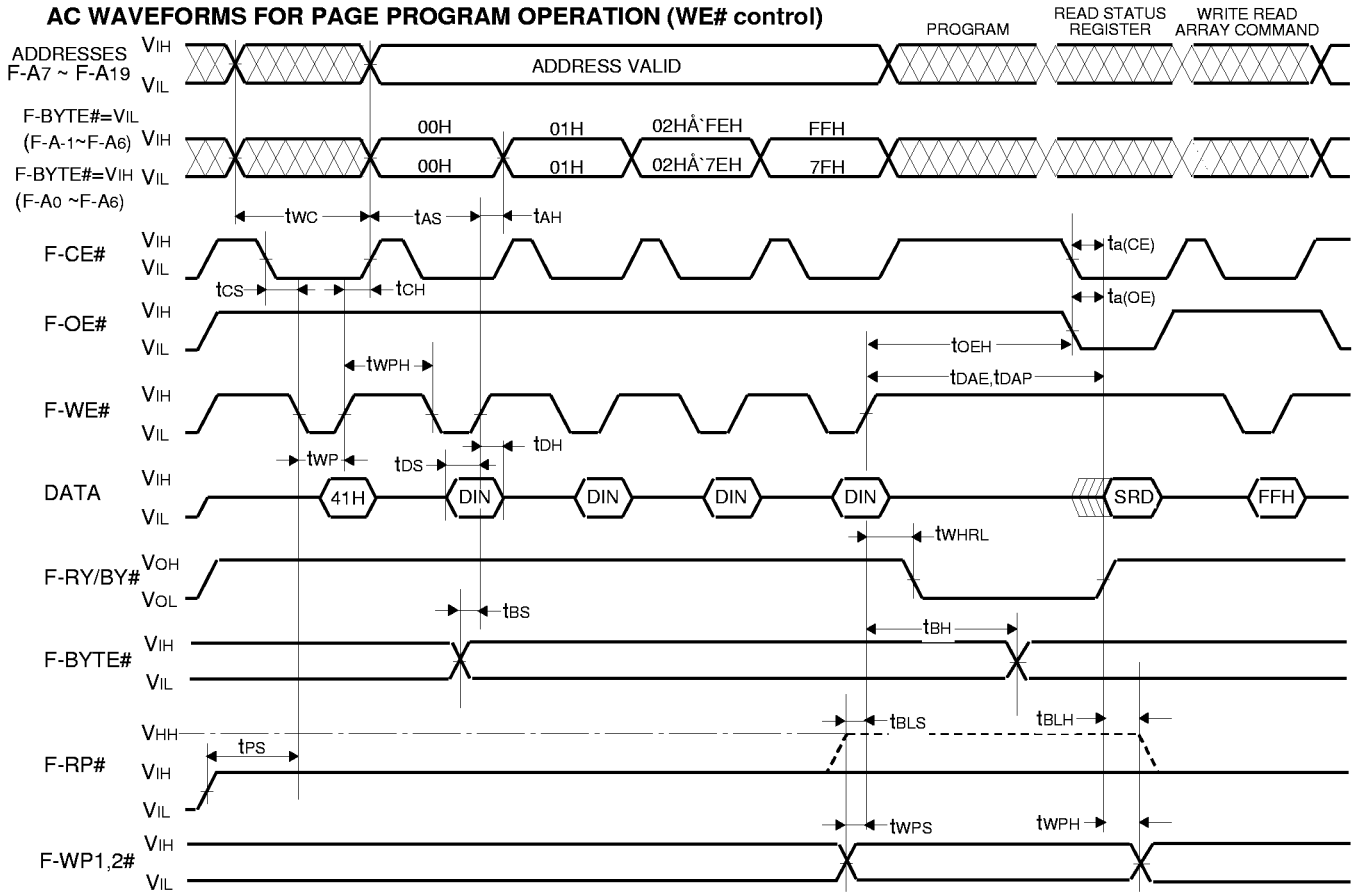 AC WAVEFORMS FOR PAGE PROGRAM OPERATION (WE# control)
PROGRAM
READ STATUS
REGISTER
WRITE READ
ARRAY COMMAND
ADDRESSES
F-A7 ~ F-A19
VIH
VIL
ADDRESS VALID
F-BYTE#=VIL
(F-A-1~F-A6)
VIH
00H 01H 02HÅ`FEH FFH
F-BYTE#=VIH
(F-A0 ~F-A6)
VIL
00H 01H 02HÅ`7EH 7FH
tWC tAS tAH
F-CE#
VIH
VIL
ta(CE)
tCS tCH
ta(OE)
F-OE#
VIH
VIL
tOEH
tWPH
tDAE,tDAP
F-WE#
VIH
VIL
tWP tDS tDH
DATA
VIH
VIL
41H DIN DIN DIN DIN SRD FFH
tWHRL
F-RY/BY#
VOH
VOL
tBS
tBH
F-BYTE#
VIH
VIL
tBLS tBLH
VHH
tPS
F-RP#
VIH
VIL
tWPS tWPH
F-WP1,2#
VIH
VIL